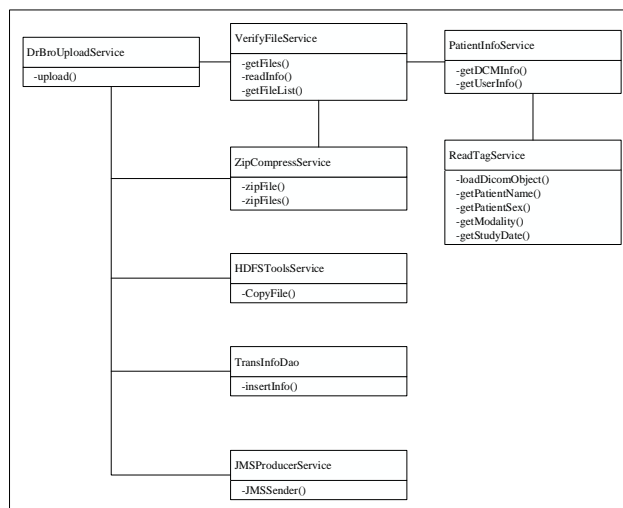 DrBroUploadService
-upload()
VerifyFileService
-getFiles()
-readInfo()
-getFileList()
PatientInfoService
-getDCMInfo()
-getUserInfo()
ZipCompressService
-zipFile()
-zipFiles()
ReadTagService
-loadDicomObject()
-getPatientName()
-getPatientSex()
-getModality()
-getStudyDate()
HDFSToolsService
-CopyFile()
TransInfoDao
-insertInfo()
JMSProducerService
-JMSSender()